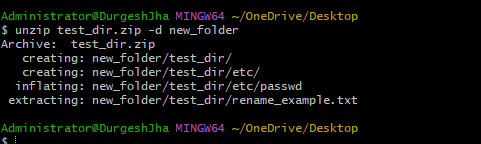 Administrator@DurgeshJha MINGW64 ~/OneDrive/Desktop
$ unzip test_dir.zip -d new_folder
Archive:  test_dir.zip
   creating: new_folder/test_dir/
   creating: new_folder/test_dir/etc/
  inflating: new_folder/test_dir/etc/passwd
 extracting: new_folder/test_dir/rename_example.txt

Administrator@DurgeshJha MINGW64 ~/OneDrive/Desktop
$